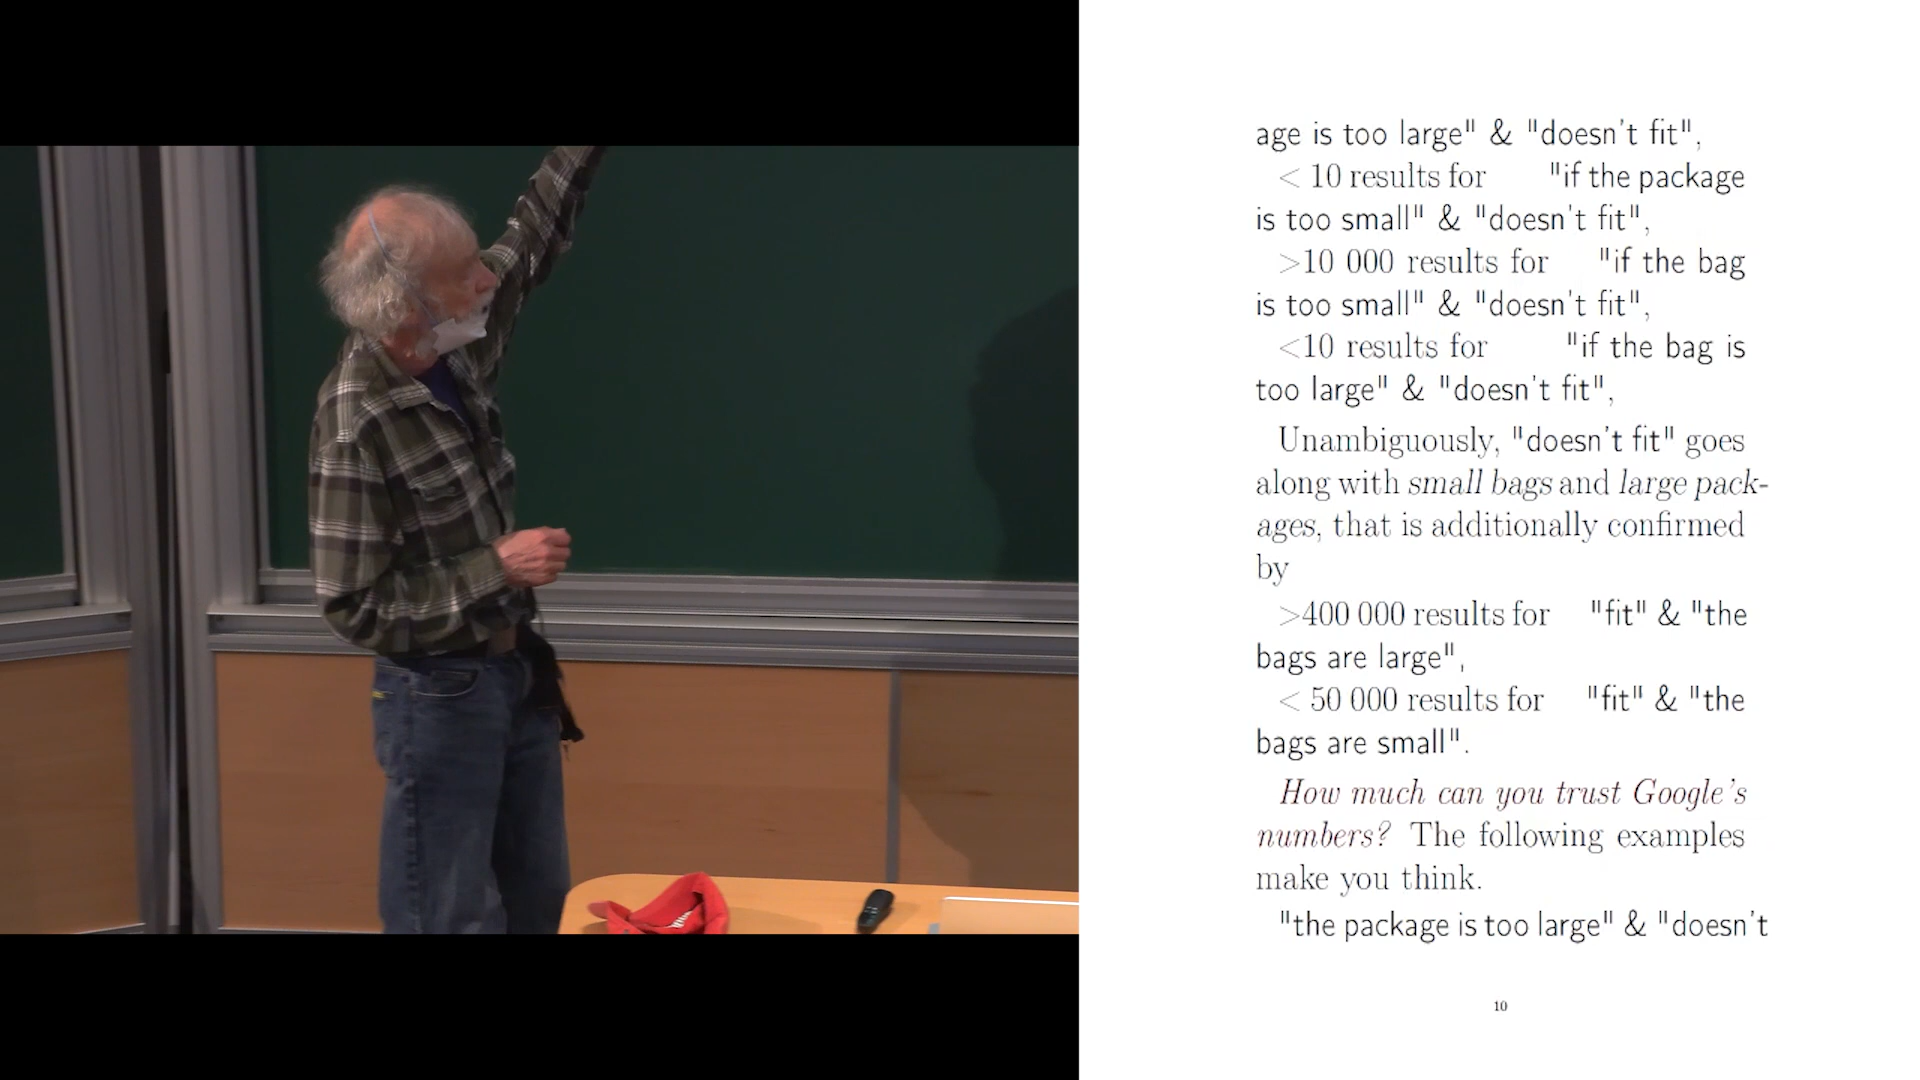 age is too large" & "doesn't fit",
< 10 results for "if the package
is too small" & "doesn't fit",
>10 000 results for "if the bag
is too small" & "doesn't fit",
<10 results for "if the bag is
too large" & "doesn't fit",
Unambiguously, "doesn't fit" goes
along with small bags and large pack-
ages, that is additionally confirmed
by
>400 000 results for "fit" & "the
bags are large",
< 50 000 results for "fit" & "the
bags are small".
How much can you trust Google's
numbers? The following examples
make you think.
"the package is too large" & "doesn't
10